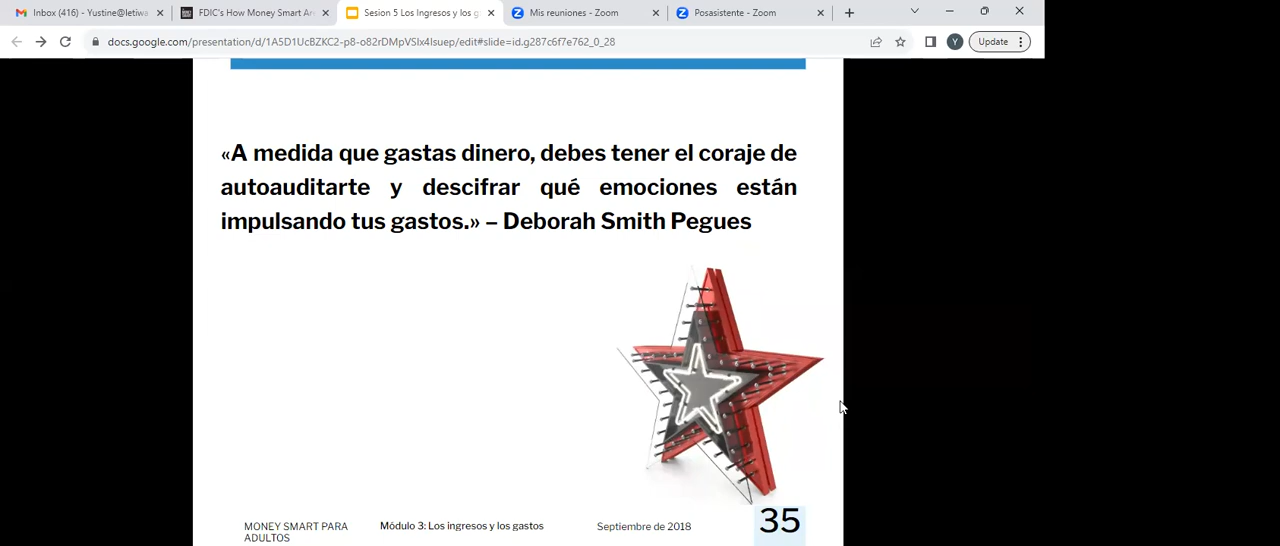 Inbox (416) - Yustine@letiwa
FDIC's How Money Smart Are
Sesion 5 Los Ingresos y los g
Mis reuniones - Zoom
Posasistente - Zoom
docs.google.com/presentation/d/1A5D1UcBZKC2-p8-o82rDMpVSlx4lsuep/edit#slide=id.g287c6f7e762_0_28
Y
Update
«A medida que gastas dinero, debes tener el coraje de
autoauditarte y descifrar qué emociones están
impulsando tus gastos.» – Deborah Smith Pegues
MONEY SMART PARA
ADULTOS
Módulo 3: Los ingresos y los gastos
Septiembre de 2018
35